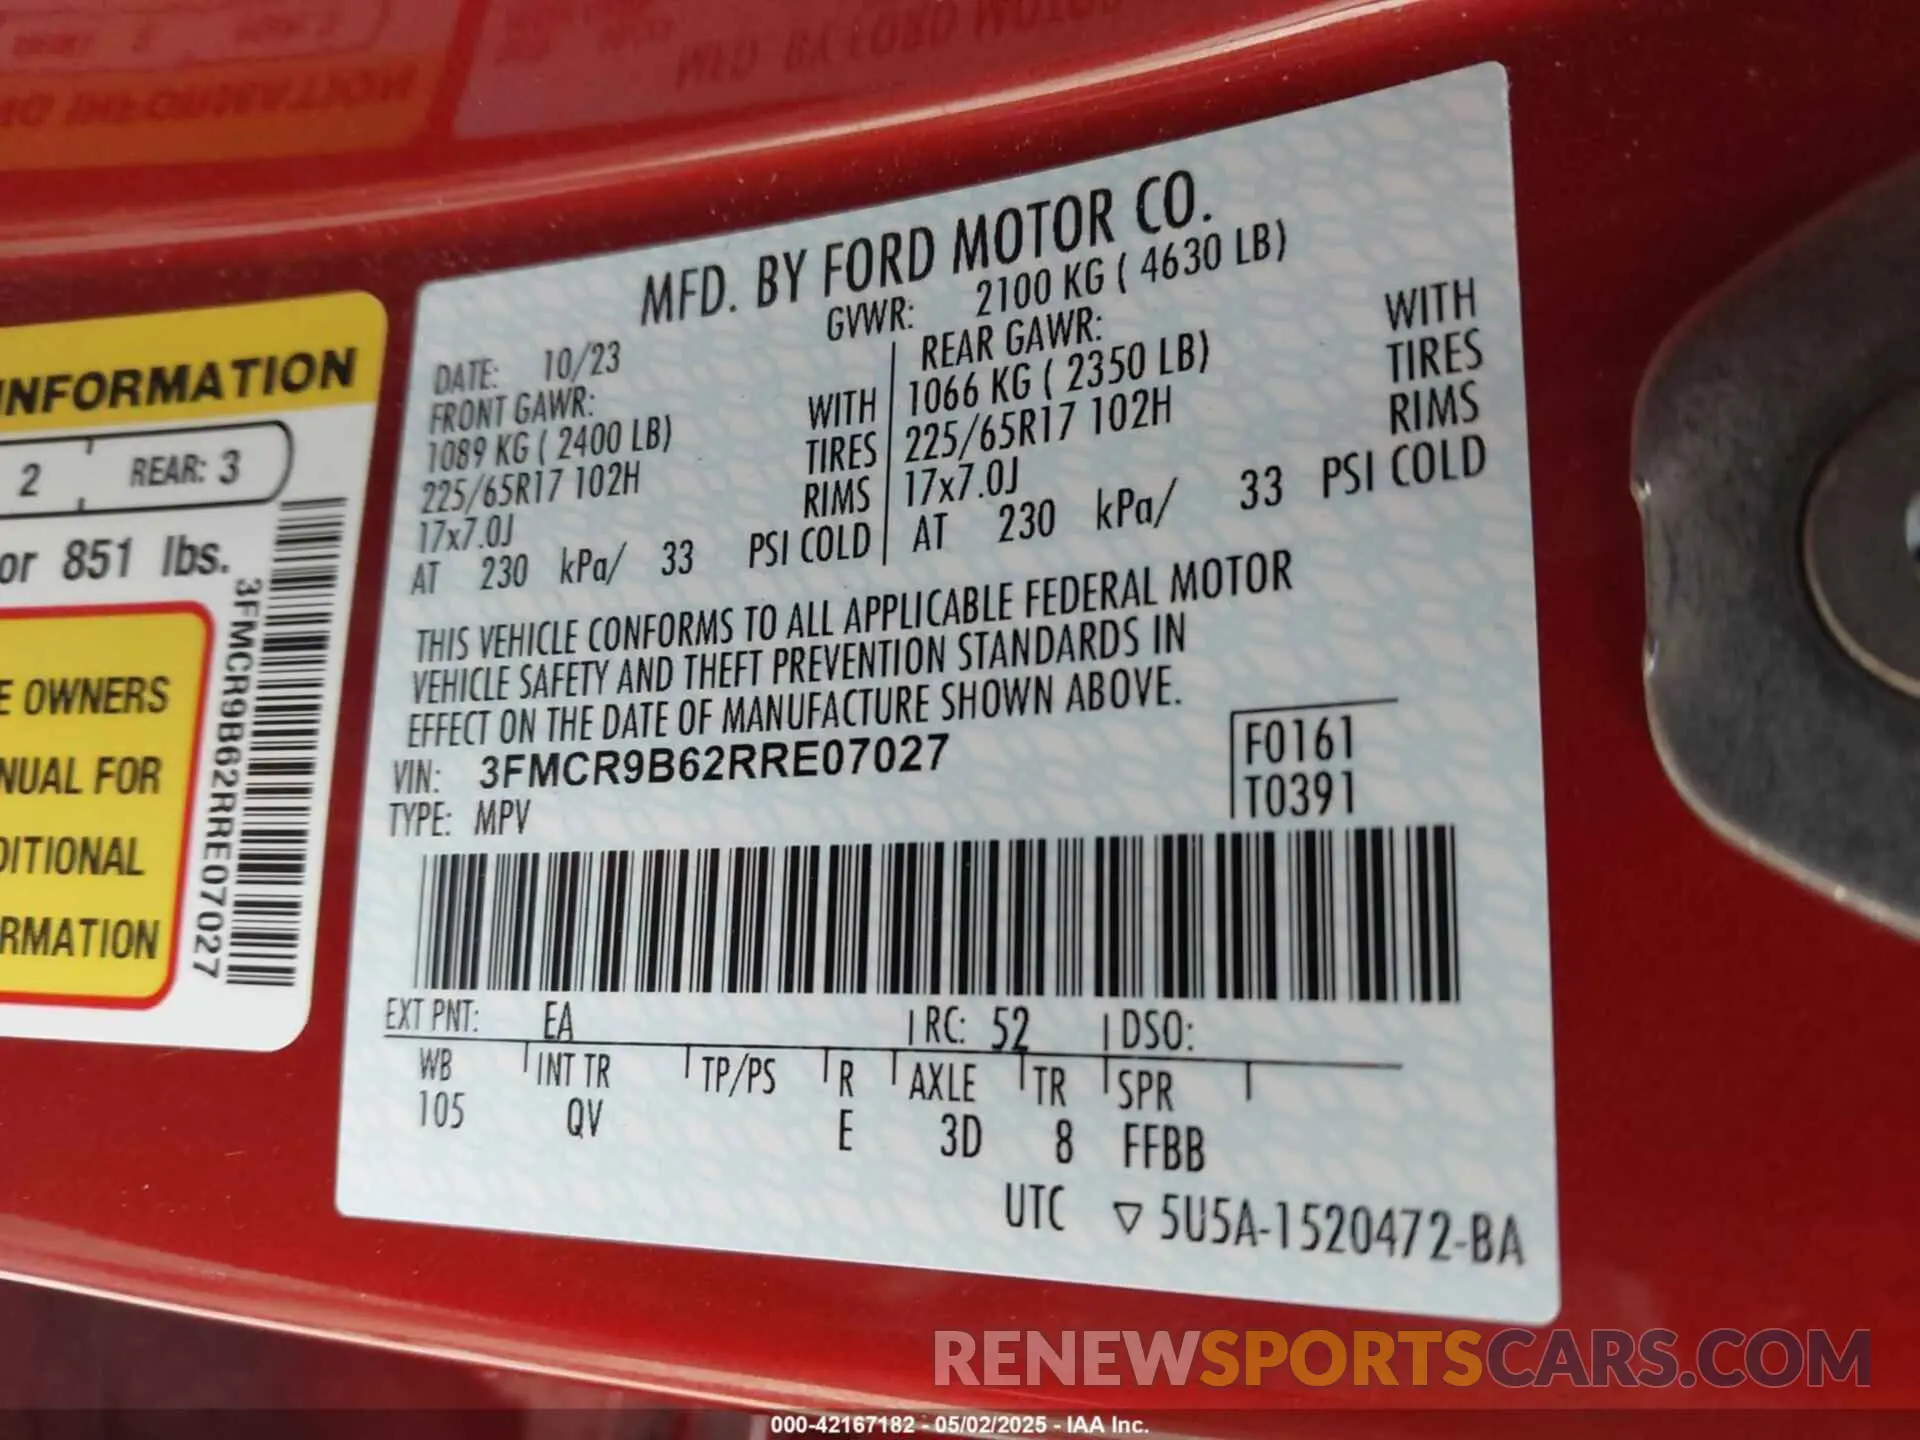 MFD. BY FORD MOTOR CO.
DATE: 10/23 GVWR: 2100 KG ( 4630 LB)
FRONT GAWR: REAR GAWR:
1089 KG ( 2400 LB) WITH 1066 KG ( 2350 LB) WITH
225/65R17 102H TIRES 225/65R17 102H TIRES
17x7.0J RIMS 17x7.0J RIMS
AT 230 kPa/ 33 PSI COLD AT 230 kPa/ 33 PSI COLD
THIS VEHICLE CONFORMS TO ALL APPLICABLE FEDERAL MOTOR
VEHICLE SAFETY AND THEFT PREVENTION STANDARDS IN
EFFECT ON THE DATE OF MANUFACTURE SHOWN ABOVE.
VIN: 3FMCR9B62RRE07027 F0161
TYPE: MPV T0391
EXT PNT: EA RC: 52 DSO:
WB INT TR TP/PS R AXLE TR SPR
105 QV E 3D 8 FFBB
UTC ▽ 5U5A-1520472-BA
INFORMATION
2 REAR: 3
or 851 lbs.
E OWNERS
NUAL FOR
DITIONAL
RMATION
3FMCR9B62RRE07027
RENEWSPORTSCARS.COM
000-42167182 - 05/02/2025 - IAA Inc.